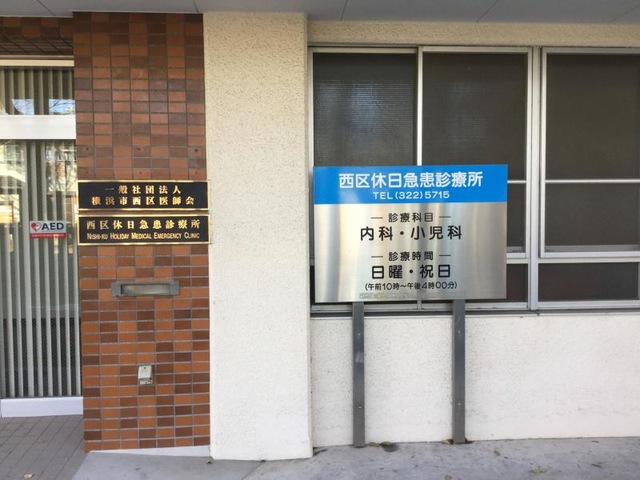 一般社団法人
横浜市西区医師会
西区休日急患診療所
NISHI-KU HOLIDAY MEDICAL EMERGENCY CLINIC
AED
西区休日急患診療所
TEL(322)5715
診療科目
内科・小児科
診療時間
日曜・祝日
(午前10時～午後4時00分)